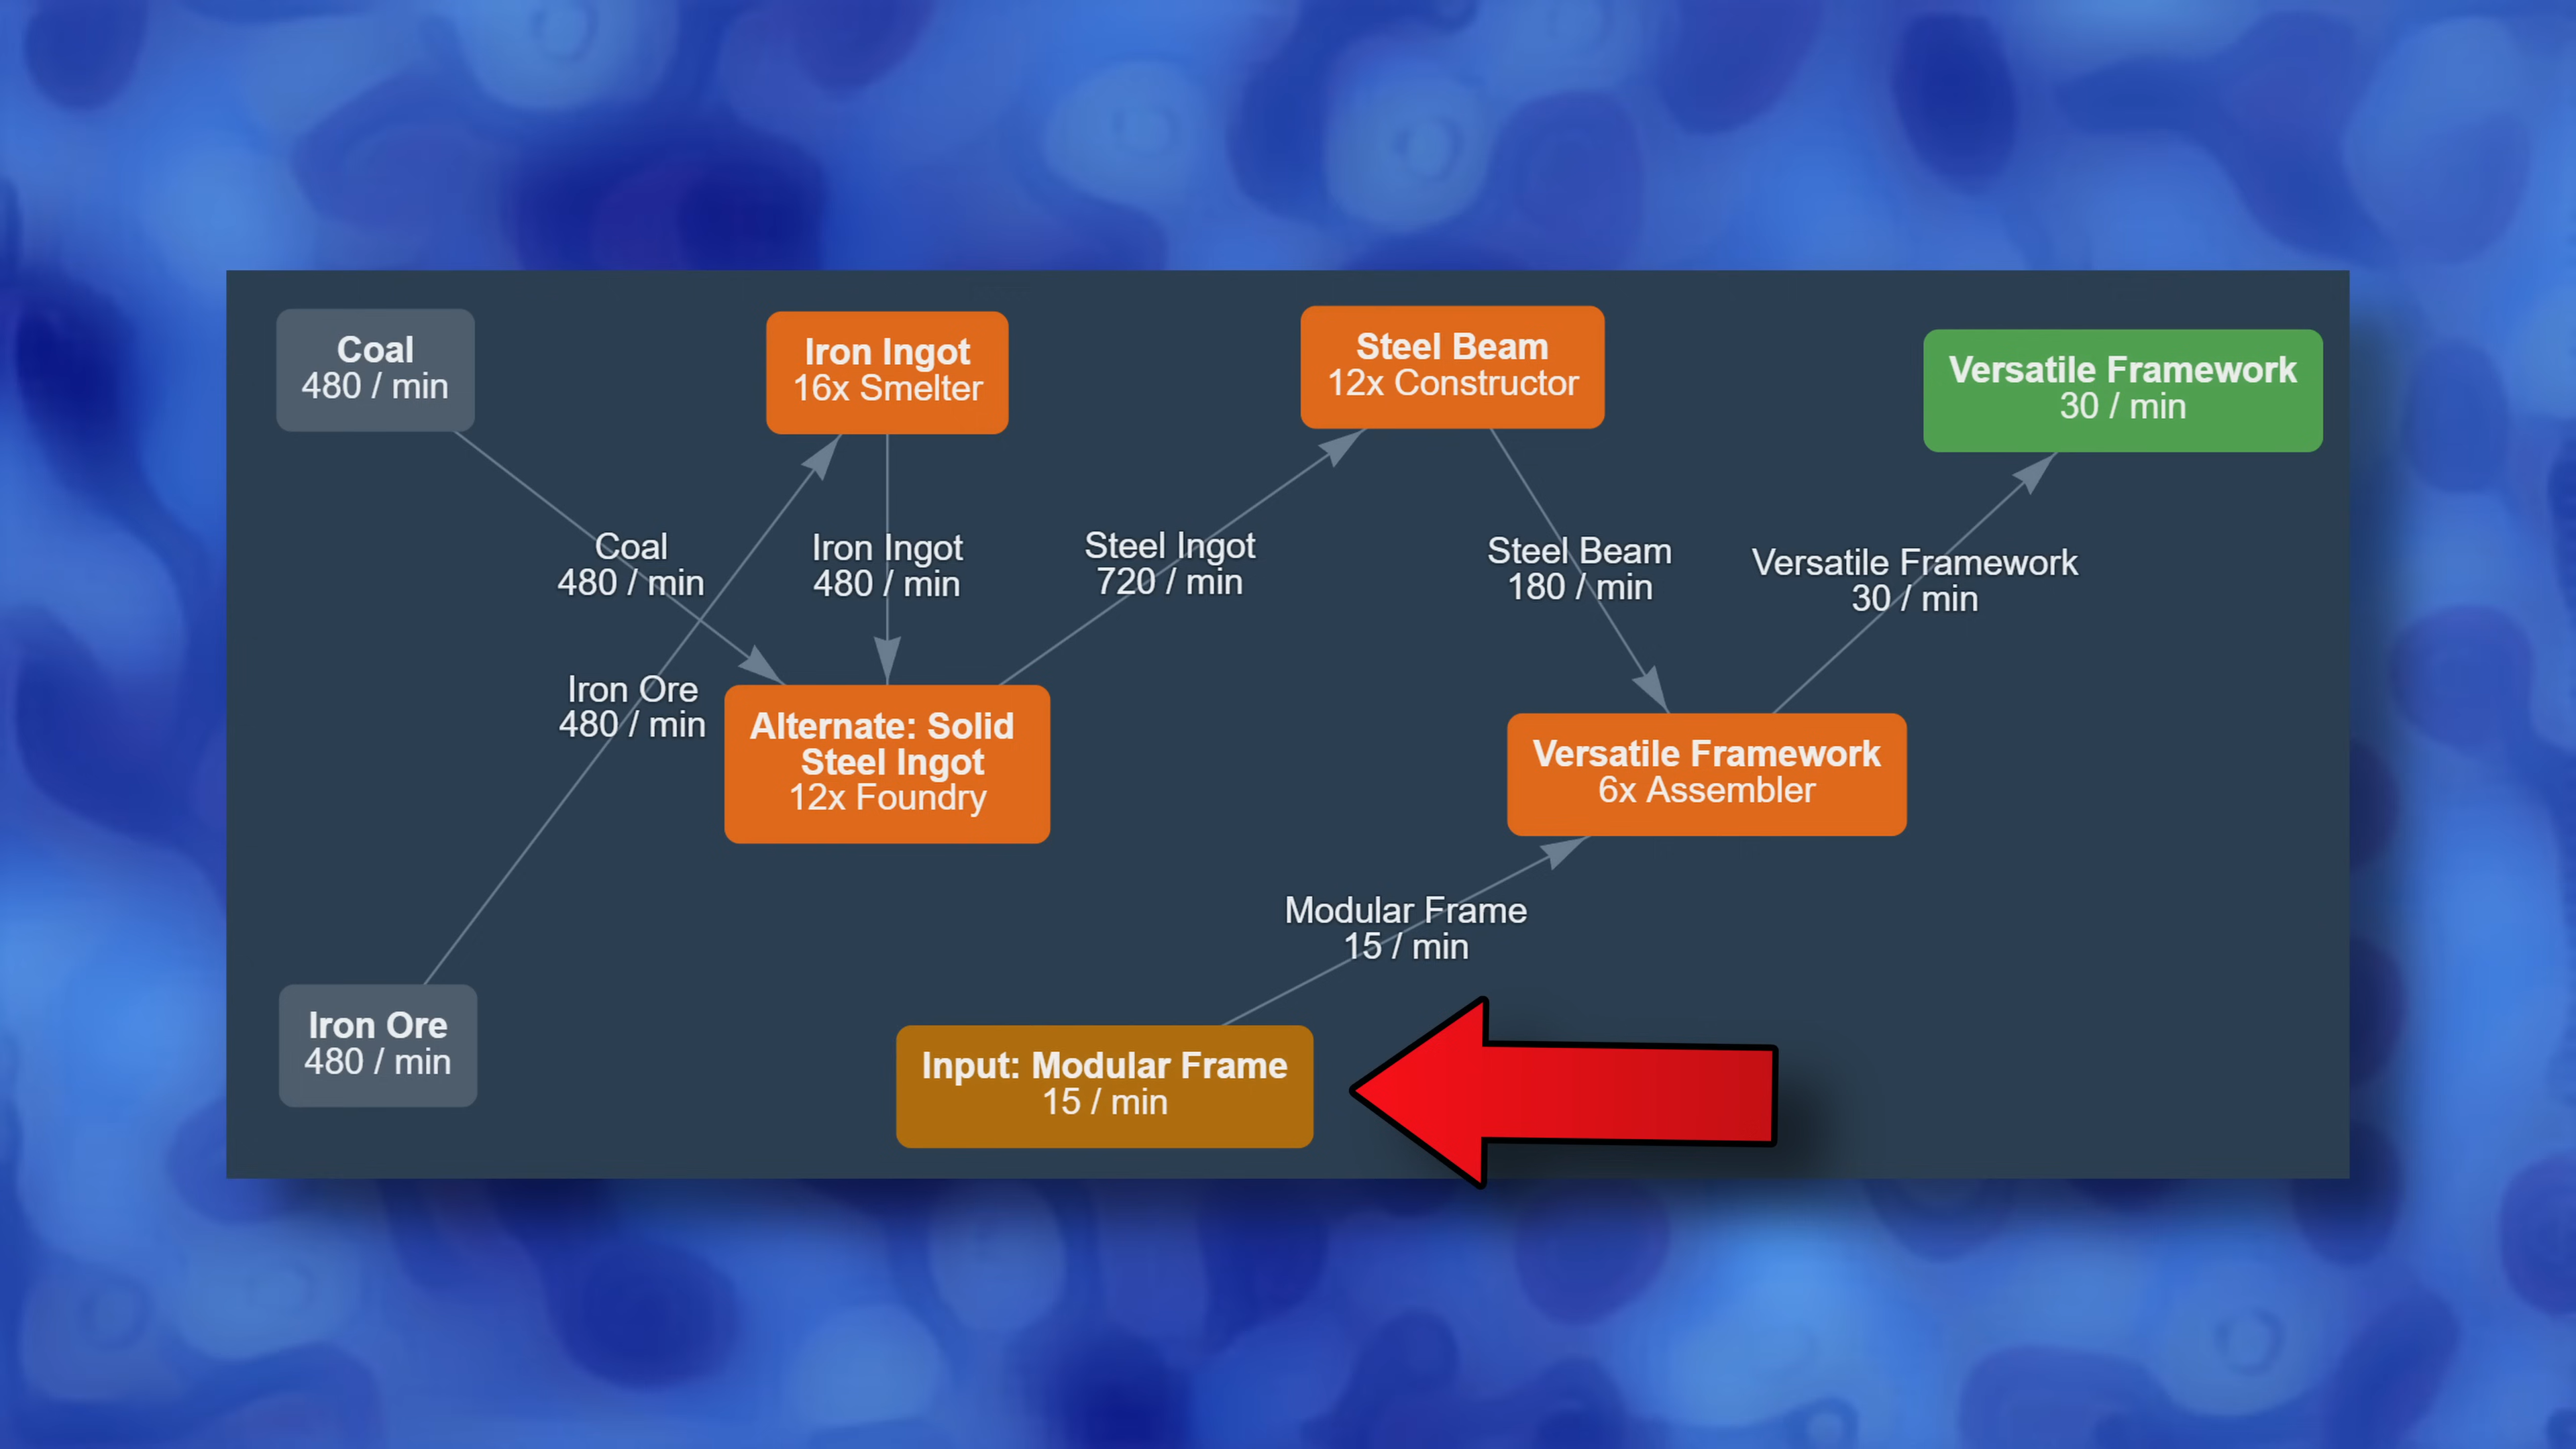 Coal
480 / min
Iron Ingot
16x Smelter
Steel Beam
12x Constructor
Versatile Framework
30 / min
Coal
480 / min
Iron Ingot
480 / min
Steel Ingot
720 / min
Steel Beam
180 / min
Versatile Framework
30 / min
Iron Ore
480 / min
Alternate: Solid
Steel Ingot
12x Foundry
Versatile Framework
6x Assembler
Modular Frame
15 / min
Iron Ore
480 / min
Input: Modular Frame
15 / min